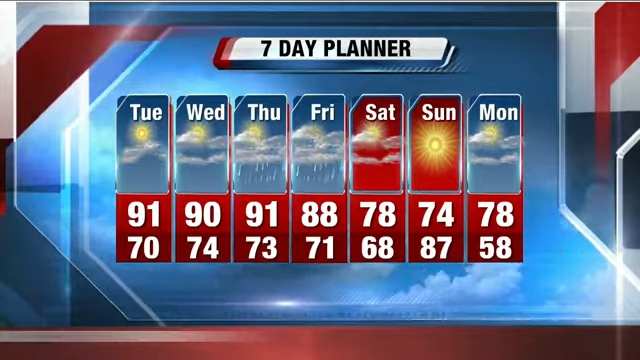 7 DAY PLANNER
Tue Wed Thu Fri Sat Sun Mon
91 90 91 88 78 74 78
70 74 73 71 68 87 58